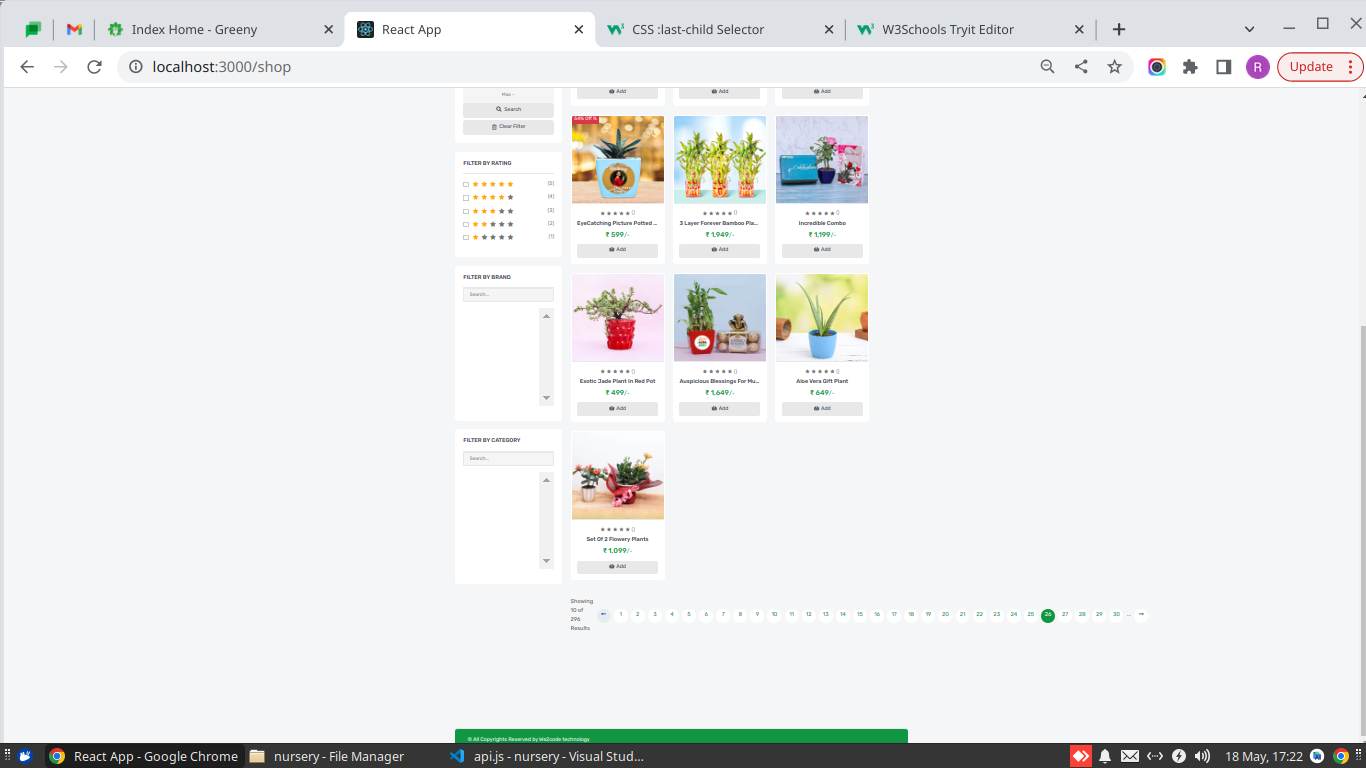 Index Home - Greeny
React App
CSS :last-child Selector
W3Schools Tryit Editor
localhost:3000/shop
R
Update
Max -
Search
Clear Filter
FILTER BY RATING
(5)
(4)
(3)
(2)
(1)
FILTER BY BRAND
Search...
FILTER BY CATEGORY
Search...
Add
Add
Add
54% Off %
()
()
()
EyeCatching Picture Potted ...
3 Layer Forever Bamboo Pla...
Incredible Combo
₹ 599/-
₹ 1,949/-
₹ 1,199/-
Add
Add
Add
()
()
()
Exotic Jade Plant In Red Pot
Auspicious Blessings For Mu...
Aloe Vera Gift Plant
₹ 499/-
₹ 1,649/-
₹ 649/-
Add
Add
Add
()
Set Of 2 Flowery Plants
₹ 1,099/-
Add
Showing
10 of
296
Results
← 1 2 3 4 5 6 7 8 9 10 11 12 13 14 15 16 17 18 19 20 21 22 23 24 25 26 27 28 29 30 ... →
© All Copyrights Reserved by We2code technology.
React App - Google Chrome
nursery - File Manager
api.js - nursery - Visual Stud...
18 May, 17:22